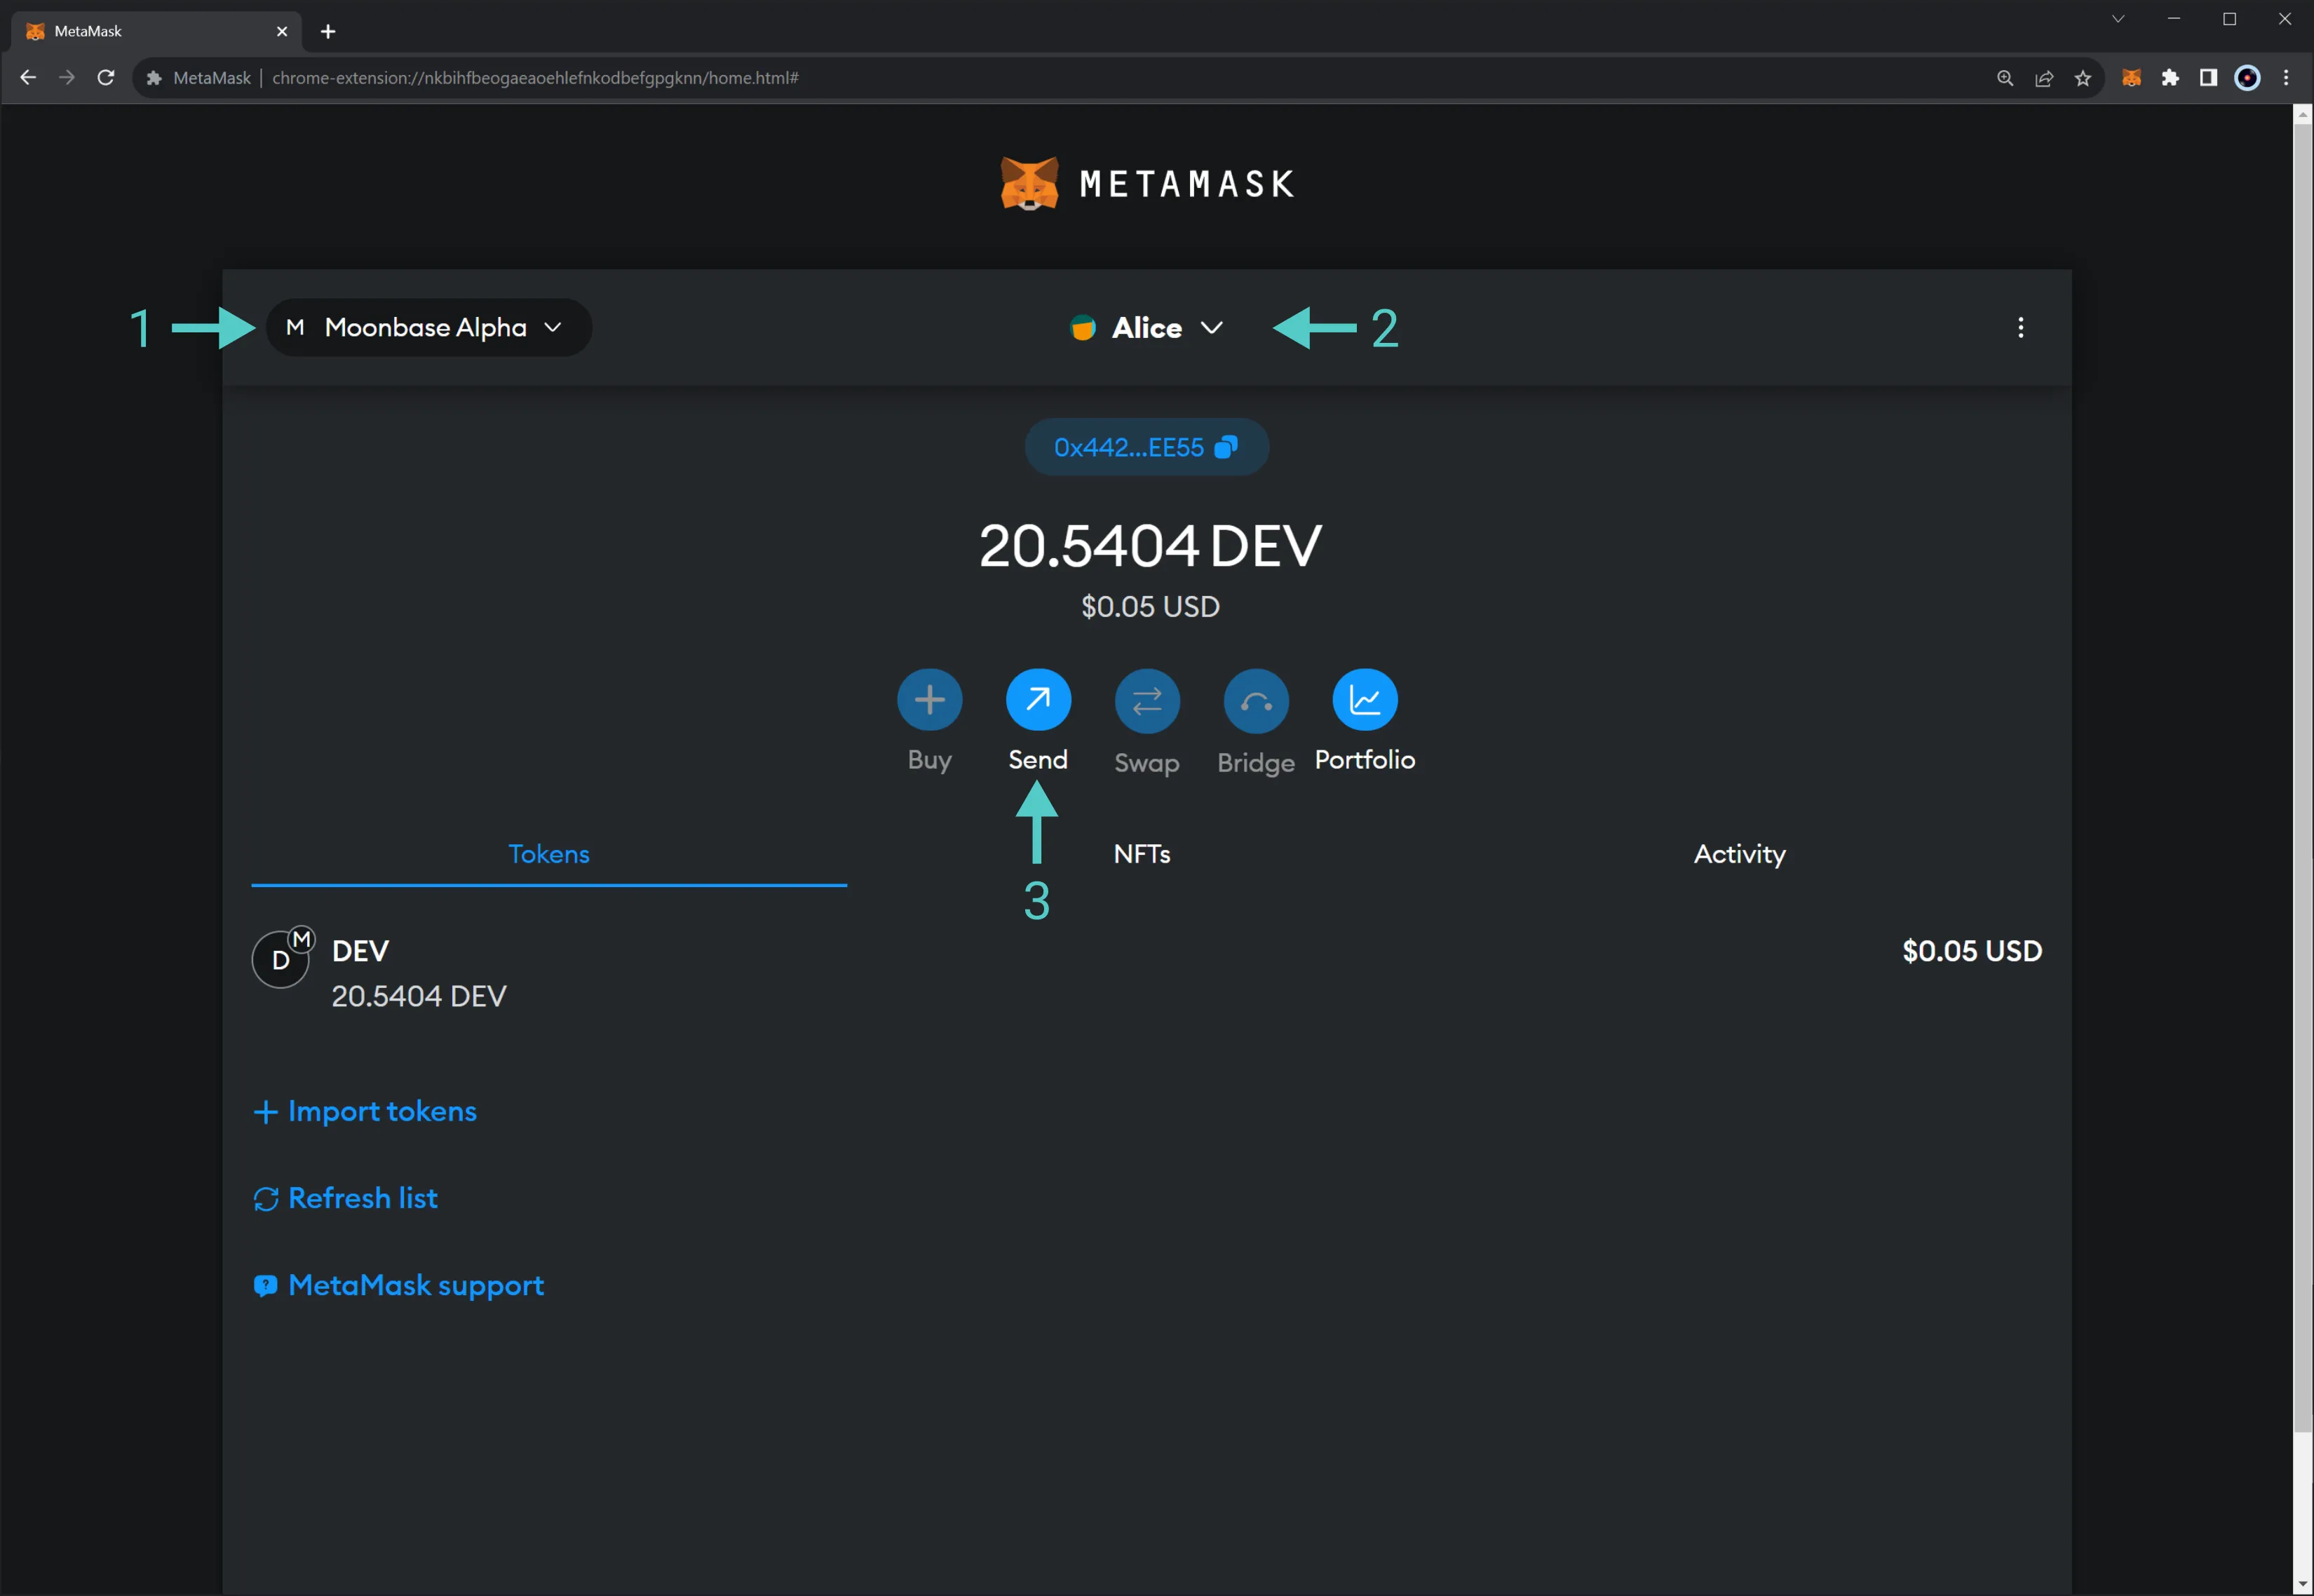 MetaMask
MetaMask | chrome-extension://nkbihfbeogaeaoehlefnkodbefgpgknn/home.html#
METAMASK
1 M Moonbase Alpha Alice 2
0x442...EE55
20.5404 DEV
$0.05 USD
Buy Send Swap Bridge Portfolio
Tokens NFTs Activity
3
D M DEV $0.05 USD
20.5404 DEV
Import tokens
Refresh list
MetaMask support